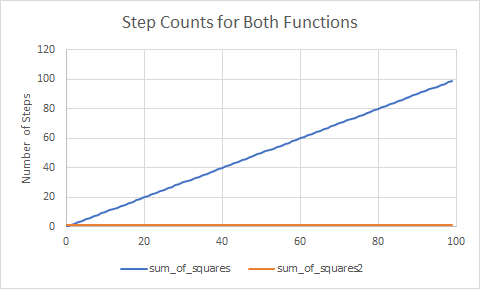 Step Counts for Both Functions
120
100
80
60
40
20
0
Number of Steps
0 20 40 60 80 100
sum_of_squares sum_of_squares2